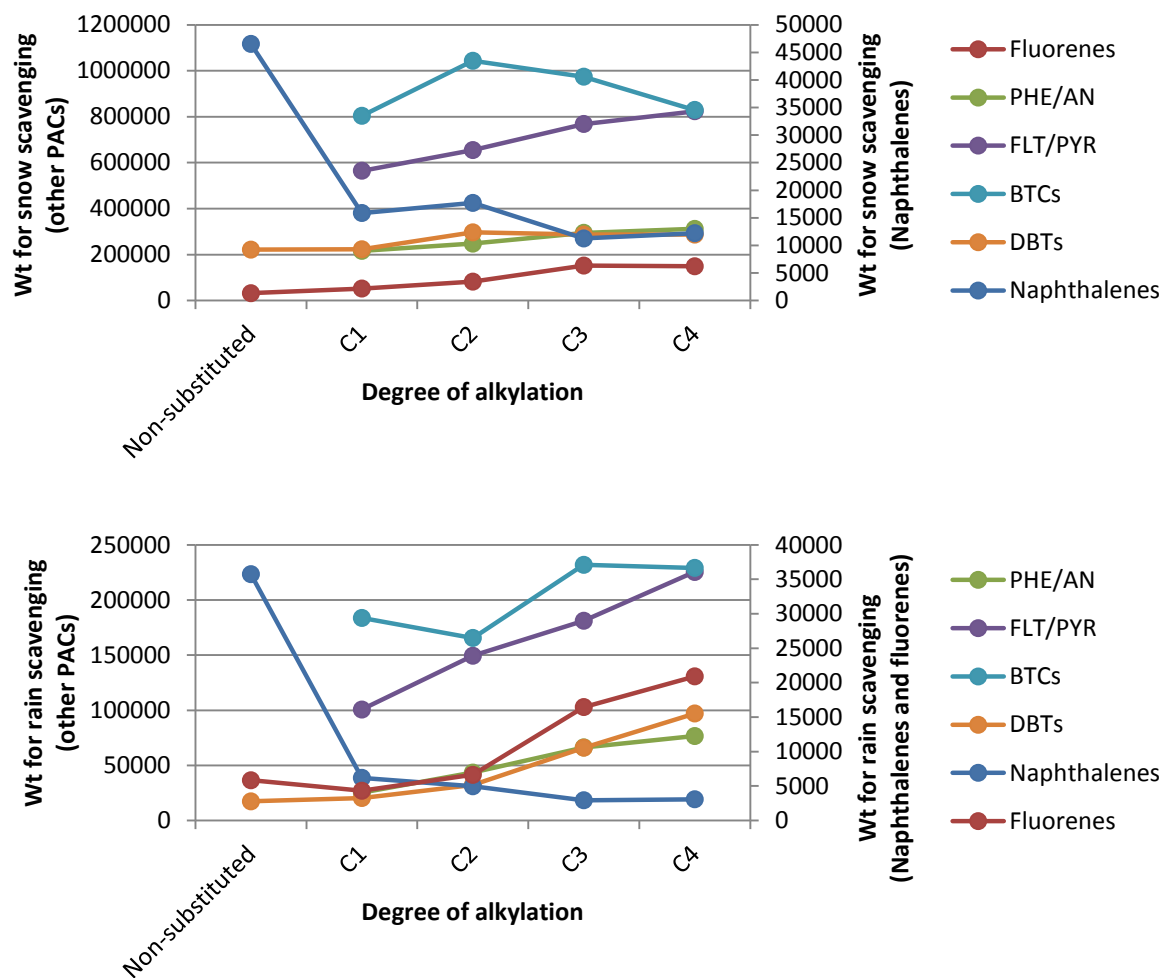 1200000
1000000
800000
600000
400000
200000
0
Wt for snow scavenging
(other PACs)
50000
45000
40000
35000
30000
25000
20000
15000
10000
5000
0
Wt for snow scavenging
(Naphthalenes)
Non-substituted
C1
C2
C3
C4
Degree of alkylation
Fluorenes
PHE/AN
FLT/PYR
BTCs
DBTs
Naphthalenes
250000
200000
150000
100000
50000
0
Wt for rain scavenging
(other PACs)
40000
35000
30000
25000
20000
15000
10000
5000
0
Wt for rain scavenging
(Naphthalenes and fluorenes)
Non-substituted
C1
C2
C3
C4
Degree of alkylation
PHE/AN
FLT/PYR
BTCs
DBTs
Naphthalenes
Fluorenes